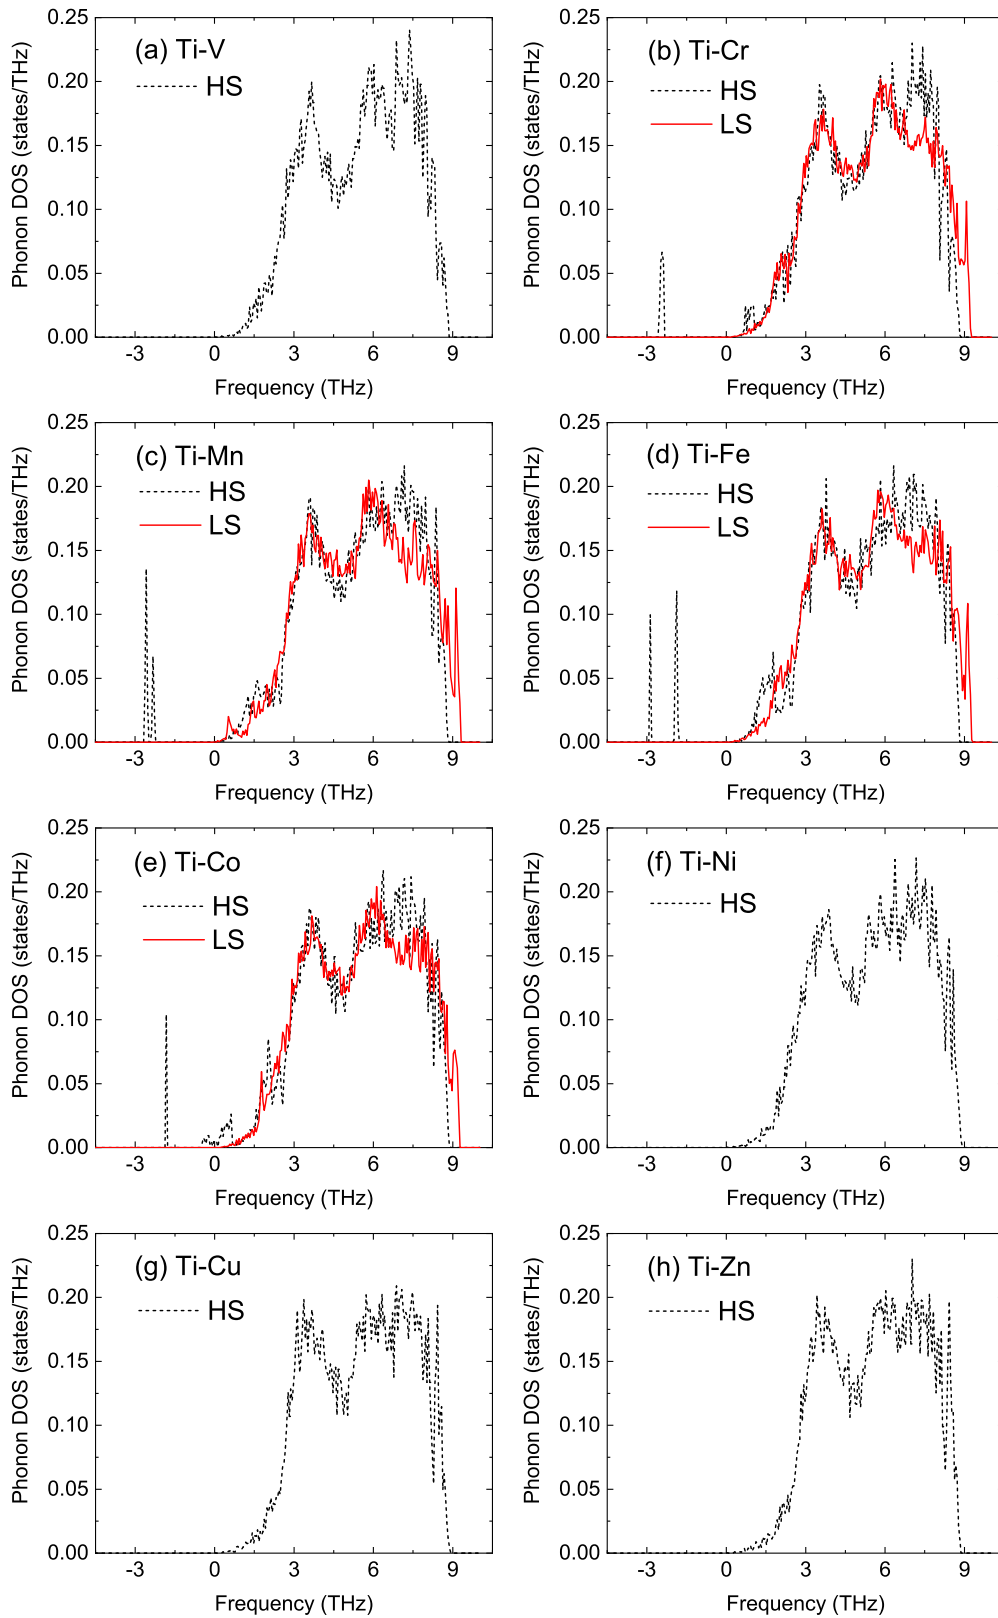 (a) Ti-V
HS
0.25
0.20
0.15
0.10
0.05
0.00
Phonon DOS (states/THz)
-3 0 3 6 9
Frequency (THz)
(b) Ti-Cr
HS
LS
0.25
0.20
0.15
0.10
0.05
0.00
Phonon DOS (states/THz)
-3 0 3 6 9
Frequency (THz)
(c) Ti-Mn
HS
LS
0.25
0.20
0.15
0.10
0.05
0.00
Phonon DOS (states/THz)
-3 0 3 6 9
Frequency (THz)
(d) Ti-Fe
HS
LS
0.25
0.20
0.15
0.10
0.05
0.00
Phonon DOS (states/THz)
-3 0 3 6 9
Frequency (THz)
(e) Ti-Co
HS
LS
0.25
0.20
0.15
0.10
0.05
0.00
Phonon DOS (states/THz)
-3 0 3 6 9
Frequency (THz)
(f) Ti-Ni
HS
0.25
0.20
0.15
0.10
0.05
0.00
Phonon DOS (states/THz)
-3 0 3 6 9
Frequency (THz)
(g) Ti-Cu
HS
0.25
0.20
0.15
0.10
0.05
0.00
Phonon DOS (states/THz)
-3 0 3 6 9
Frequency (THz)
(h) Ti-Zn
HS
0.25
0.20
0.15
0.10
0.05
0.00
Phonon DOS (states/THz)
-3 0 3 6 9
Frequency (THz)